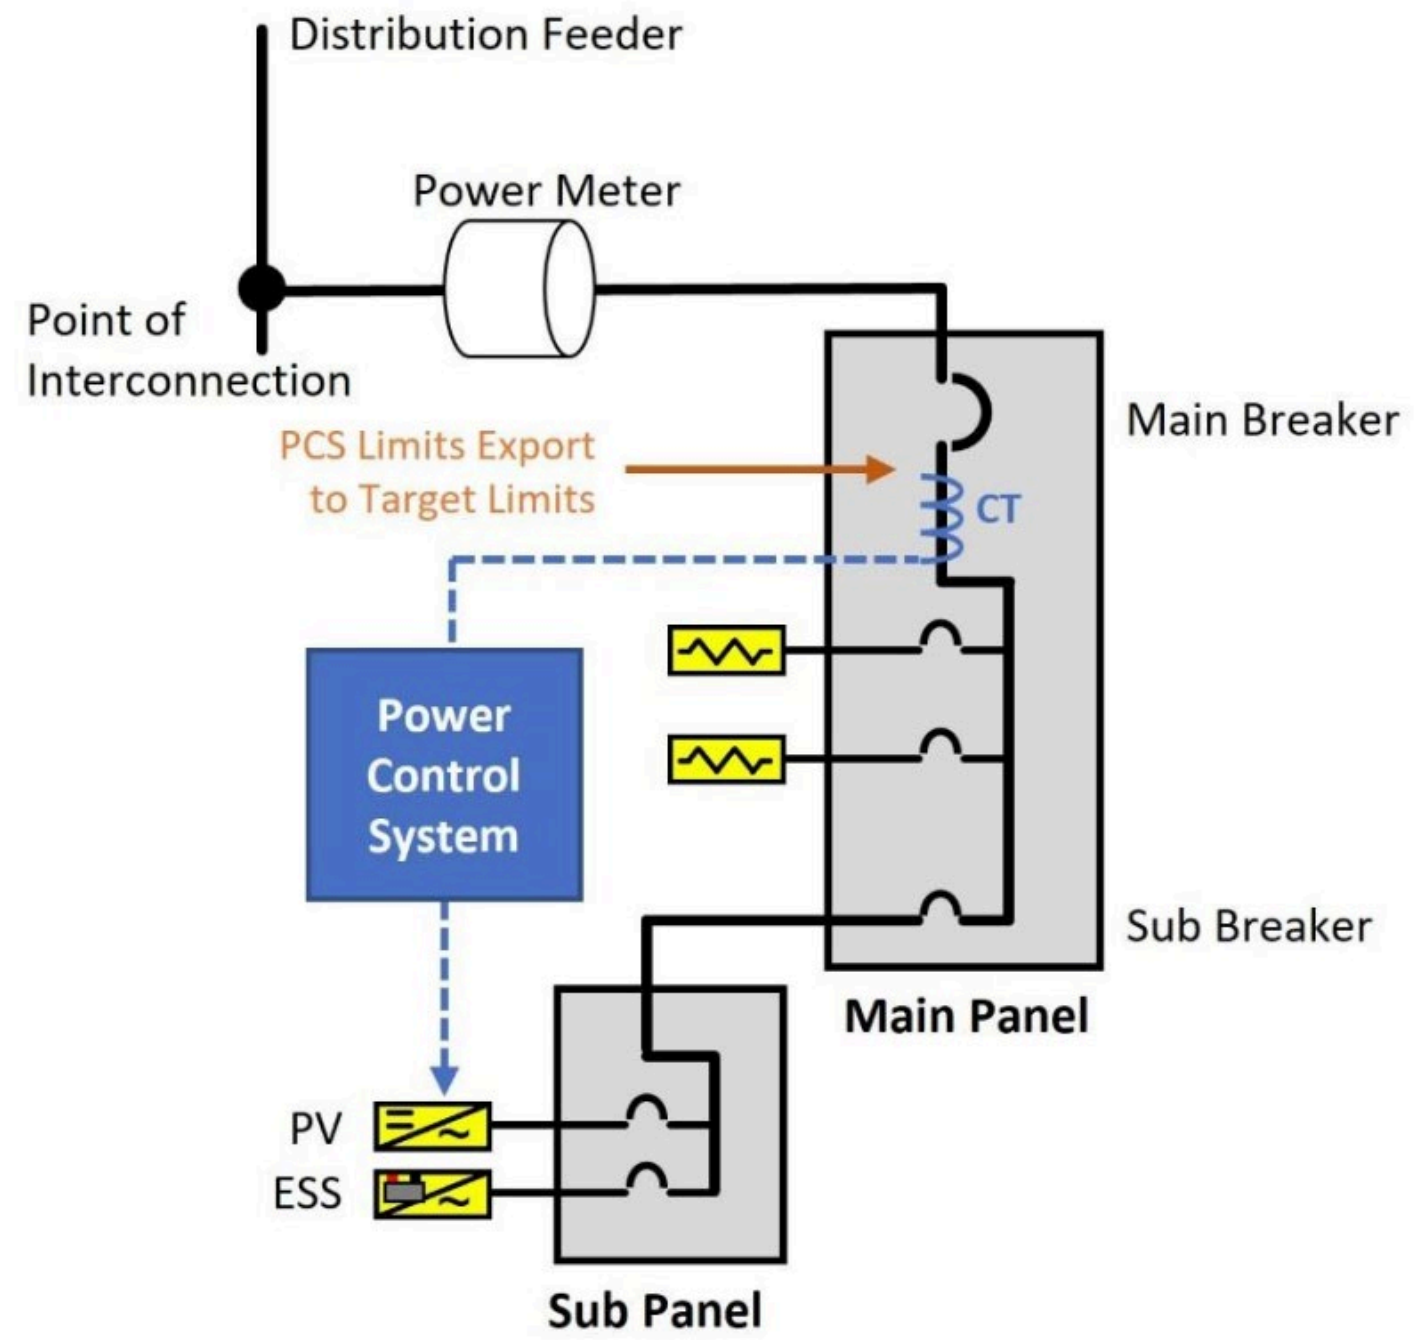 Distribution Feeder
Power Meter
Point of
Interconnection
Main Breaker
PCS Limits Export
to Target Limits
CT
Power
Control
System
Sub Breaker
Main Panel
PV
ESS
Sub Panel